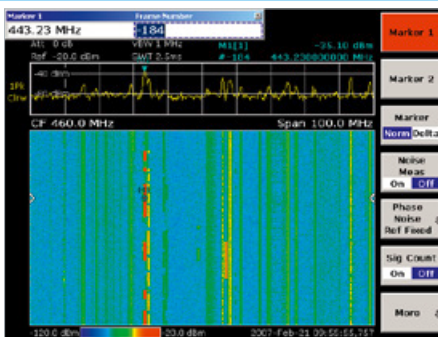 Marker 1 Frame Number
443.23 MHz -184
Att 0 dB VBW 1 MHz M1[1] -35.10 dBm
Ref -20.0 dBm SWT 2.5ms #-184 443.230000000 MHz
-40 dBm
1Pk
Clrw
CF 460.0 MHz Span 100.0 MHz
-120.0 dBm -20.0 dBm 2007-Feb-21 09:55:55,757
Marker 1
Marker 2
Marker
Norm Delta
Noise
Meas
On Off
Phase
Noise
Ref Fixed
Sig Count
On Off
More